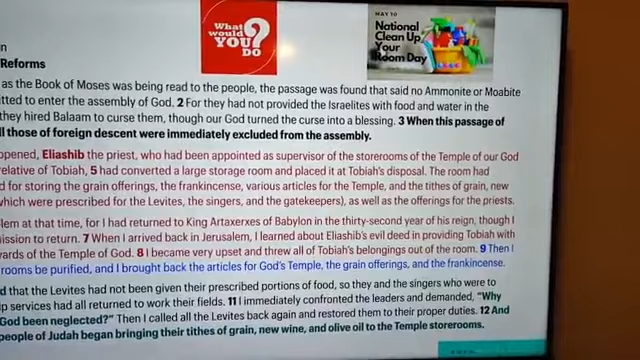 What
would
YOU
DO
?
MAY 10
National
Clean Up
Your
Room Day
n
Reforms
as the Book of Moses was being read to the people, the passage was found that said no Ammonite or Moabite
tted to enter the assembly of God. 2 For they had not provided the Israelites with food and water in the
they hired Balaam to curse them, though our God turned the curse into a blessing. 3 When this passage of
ll those of foreign descent were immediately excluded from the assembly.
opened, Eliashib the priest, who had been appointed as supervisor of the storerooms of the Temple of our God
relative of Tobiah, 5 had converted a large storage room and placed it at Tobiah's disposal. The room had
d for storing the grain offerings, the frankincense, various articles for the Temple, and the tithes of grain, new
which were prescribed for the Levites, the singers, and the gatekeepers), as well as the offerings for the priests.
lem at that time, for I had returned to King Artaxerxes of Babylon in the thirty-second year of his reign, though I
ission to return. 7 When I arrived back in Jerusalem, I learned about Eliashib's evil deed in providing Tobiah with
yards of the Temple of God. 8 I became very upset and threw all of Tobiah's belongings out of the room. 9 Then I
rooms be purified, and I brought back the articles for God's Temple, the grain offerings, and the frankincense.
d that the Levites had not been given their prescribed portions of food, so they and the singers who were to
ip services had all returned to work their fields. 11 I immediately confronted the leaders and demanded, "Why
God been neglected?" Then I called all the Levites back again and restored them to their proper duties. 12 And
people of Judah began bringing their tithes of grain, new wine, and olive oil to the Temple storerooms.